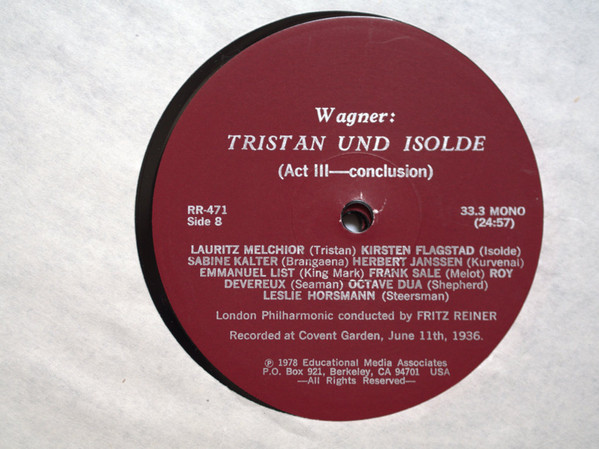 Wagner:
TRISTAN UND ISOLDE
(Act III—conclusion)
RR-471
Side 8
33.3 MONO
(24:57)
LAURITZ MELCHIOR (Tristan) KIRSTEN FLAGSTAD (Isolde)
SABINE KALTER (Brangaena) HERBERT JANSSEN (Kurvenal)
EMMANUEL LIST (King Mark) FRANK SALE (Melot) ROY
DEVEREUX (Seaman) OCTAVE DUA (Shepherd)
LESLIE HORSMANN (Steersman)
London Philharmonic conducted by FRITZ REINER
Recorded at Covent Garden, June 11th, 1936.
℗ 1978 Educational Media Associates
P.O. Box 921, Berkeley, CA 94701 USA
—All Rights Reserved—